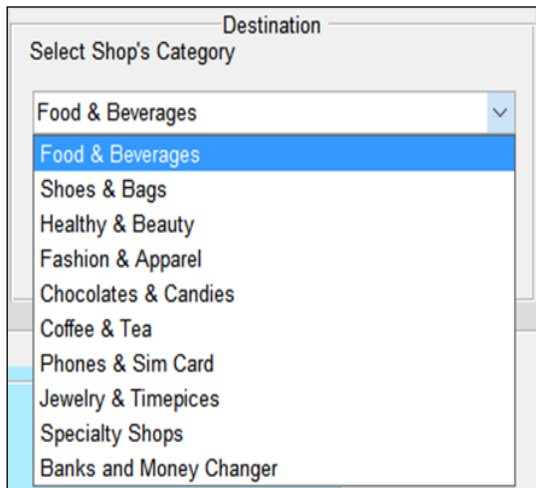 Destination
Select Shop's Category
Food & Beverages
Food & Beverages
Shoes & Bags
Healthy & Beauty
Fashion & Apparel
Chocolates & Candies
Coffee & Tea
Phones & Sim Card
Jewelry & Timepices
Specialty Shops
Banks and Money Changer